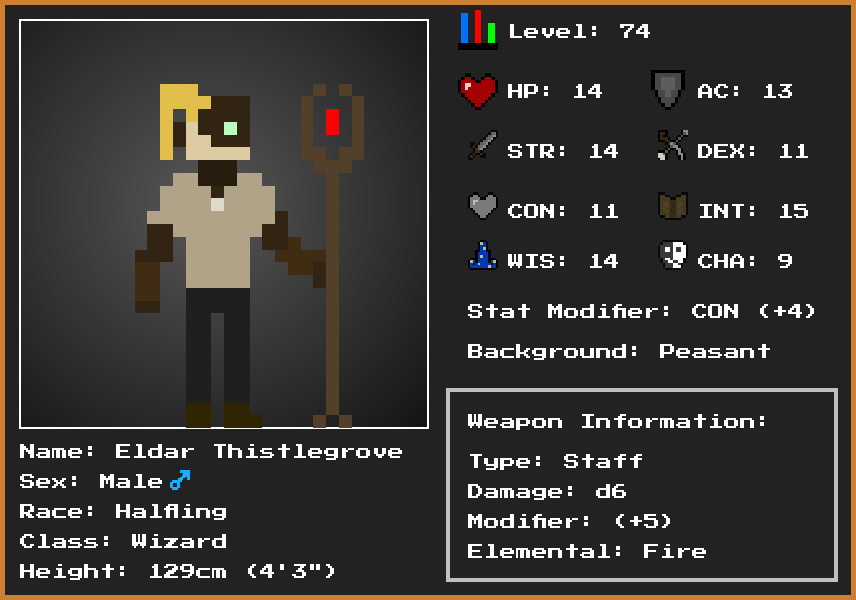 Level: 74
HP: 14
AC: 13
STR: 14
DEX: 11
CON: 11
INT: 15
WIS: 14
CHA: 9
Stat Modifier: CON (+4)
Background: Peasant
Weapon Information:
Type: Staff
Damage: d6
Modifier: (+5)
Elemental: Fire
Name: Eldar Thistlegrove
Sex: Male ♂
Race: Halfling
Class: Wizard
Height: 129cm (4'3")